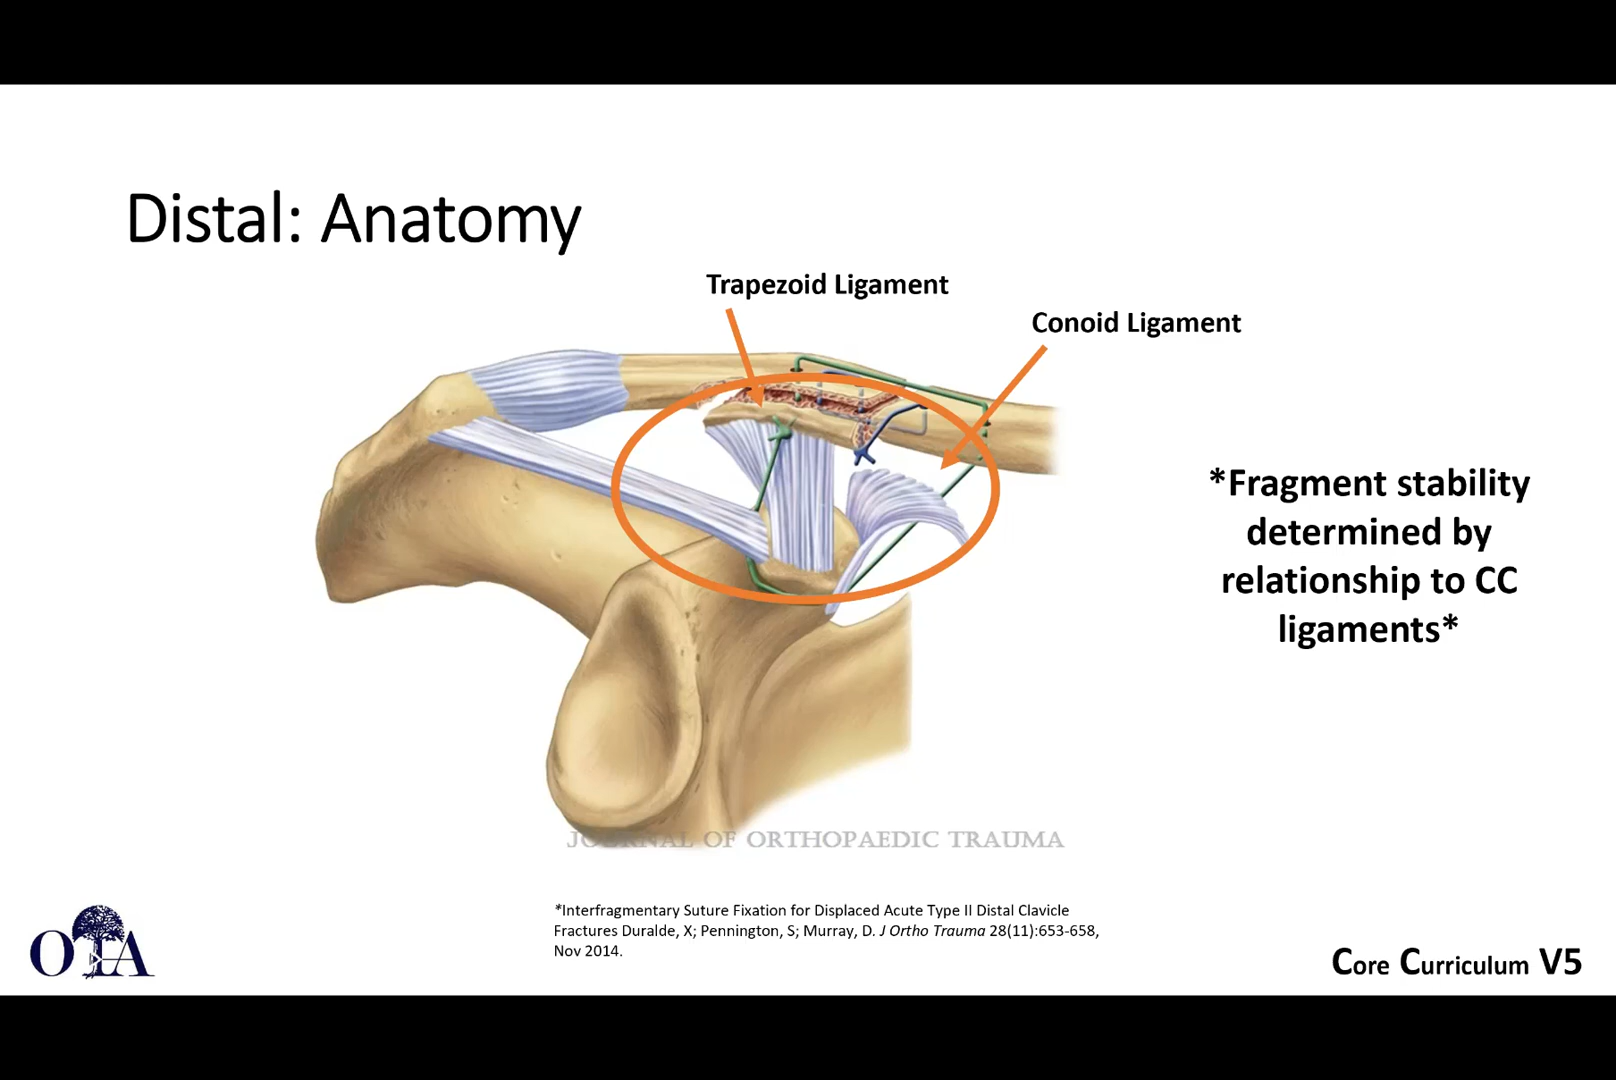 Distal: Anatomy
Trapezoid Ligament
Conoid Ligament
*Fragment stability
determined by
relationship to CC
ligaments*
JOURNAL OF ORTHOPAEDIC TRAUMA
*Interfragmentary Suture Fixation for Displaced Acute Type II Distal Clavicle
Fractures Duralde, X; Pennington, S; Murray, D. J Ortho Trauma 28(11):653-658,
Nov 2014.
OTA
Core Curriculum V5